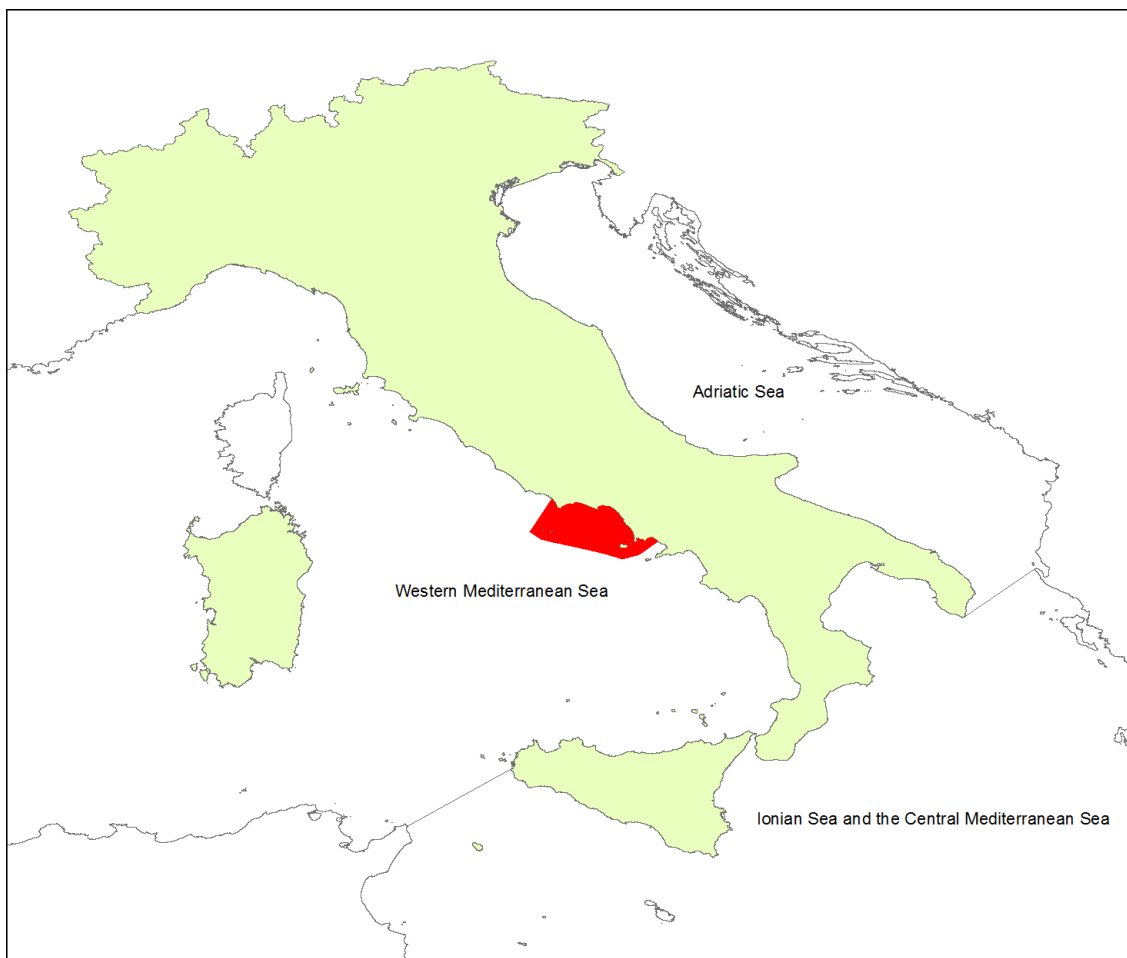 Adriatic Sea
Western Mediterranean Sea
Ionian Sea and the Central Mediterranean Sea